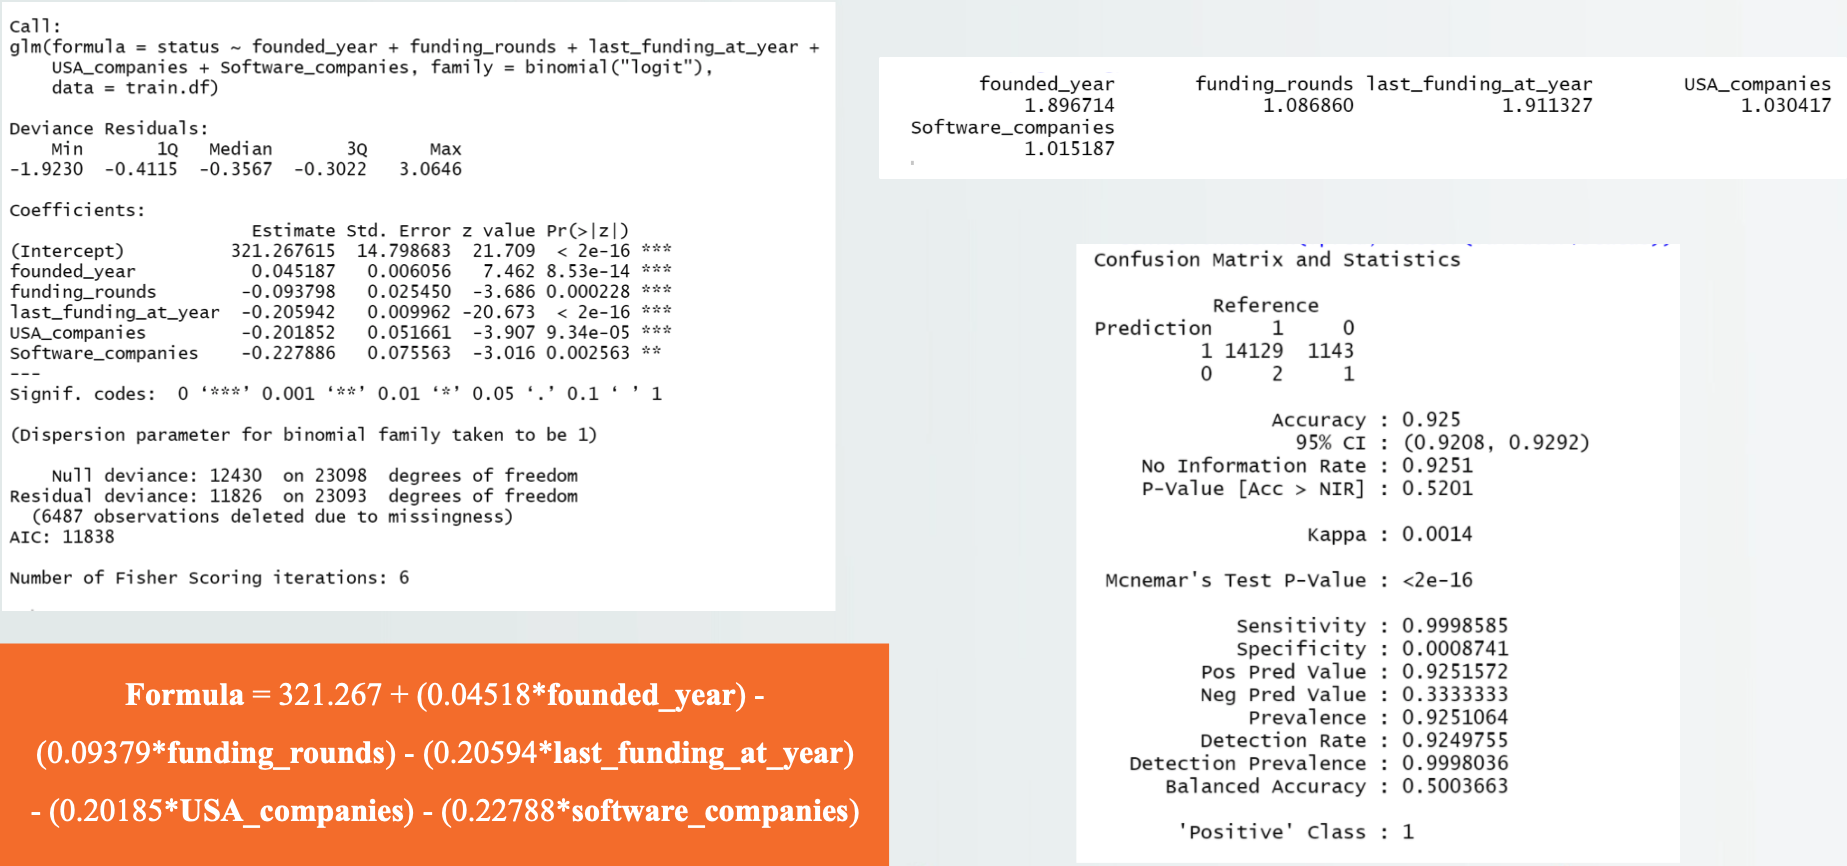 Call:
glm(formula = status ~ founded_year + funding_rounds + last_funding_at_year +
    USA_companies + Software_companies, family = binomial("logit"),
    data = train.df)

Deviance Residuals:
    Min       1Q   Median       3Q      Max
-1.9230  -0.4115  -0.3567  -0.3022   3.0646

Coefficients:
                       Estimate Std. Error z value Pr(>|z|)
(Intercept)          321.267615  14.798683  21.709  < 2e-16 ***
founded_year           0.045187   0.006056   7.462 8.53e-14 ***
funding_rounds        -0.093798   0.025450  -3.686 0.000228 ***
last_funding_at_year  -0.205942   0.009962 -20.673  < 2e-16 ***
USA_companies         -0.201852   0.051661  -3.907 9.34e-05 ***
Software_companies    -0.227886   0.075563  -3.016 0.002563 **
---
Signif. codes:  0 ‘***’ 0.001 ‘**’ 0.01 ‘*’ 0.05 ‘.’ 0.1 ‘ ’ 1

(Dispersion parameter for binomial family taken to be 1)

    Null deviance: 12430  on 23098  degrees of freedom
Residual deviance: 11826  on 23093  degrees of freedom
  (6487 observations deleted due to missingness)
AIC: 11838

Number of Fisher Scoring iterations: 6

Formula = 321.267 + (0.04518*founded_year) -
(0.09379*funding_rounds) - (0.20594*last_funding_at_year)
- (0.20185*USA_companies) - (0.22788*software_companies)

founded_year funding_rounds last_funding_at_year USA_companies
1.896714 1.086860 1.911327 1.030417
Software_companies
1.015187

Confusion Matrix and Statistics

Reference
Prediction 1 0
1 14129 1143
0 2 1

Accuracy : 0.925
95% CI : (0.9208, 0.9292)
No Information Rate : 0.9251
P-Value [Acc > NIR] : 0.5201

Kappa : 0.0014

Mcnemar's Test P-Value : <2e-16

Sensitivity : 0.9998585
Specificity : 0.0008741
Pos Pred Value : 0.9251572
Neg Pred Value : 0.3333333
Prevalence : 0.9251064
Detection Rate : 0.9249755
Detection Prevalence : 0.9998036
Balanced Accuracy : 0.5003663

'Positive' Class : 1